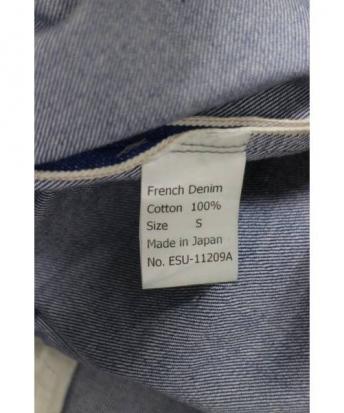 French Denim
Cotton 100%
Size S
Made in Japan
No. ESU-11209A